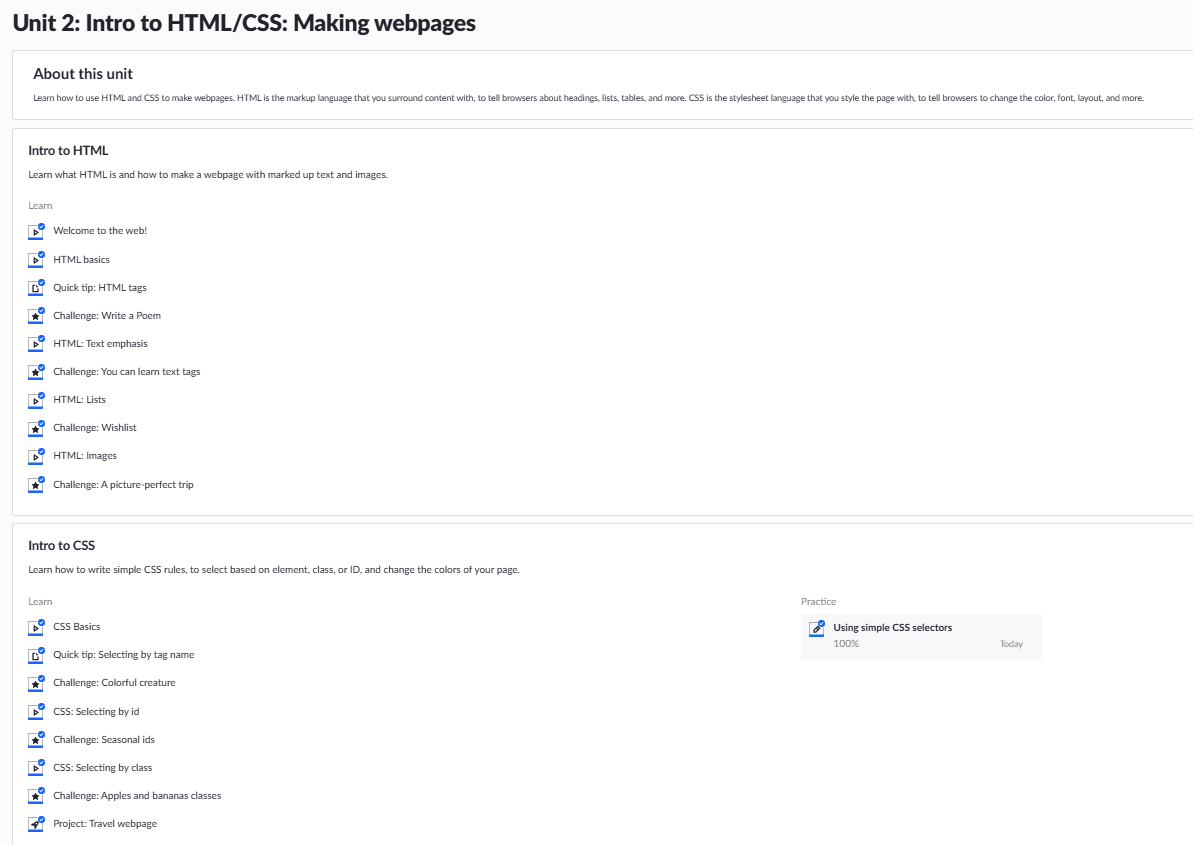 Unit 2: Intro to HTML/CSS: Making webpages
About this unit
Learn how to use HTML and CSS to make webpages. HTML is the markup language that you surround content with, to tell browsers about headings, lists, tables, and more. CSS is the stylesheet language that you style the page with, to tell browsers to change the color, font, layout, and more.
Intro to HTML
Learn what HTML is and how to make a webpage with marked up text and images.
Learn
Welcome to the web!
HTML basics
Quick tip: HTML tags
Challenge: Write a Poem
HTML: Text emphasis
Challenge: You can learn text tags
HTML: Lists
Challenge: Wishlist
HTML: Images
Challenge: A picture-perfect trip
Intro to CSS
Learn how to write simple CSS rules, to select based on element, class, or ID, and change the colors of your page.
Learn
CSS Basics
Quick tip: Selecting by tag name
Challenge: Colorful creature
CSS: Selecting by id
Challenge: Seasonal ids
CSS: Selecting by class
Challenge: Apples and bananas classes
Project: Travel webpage
Practice
Using simple CSS selectors
100% Today